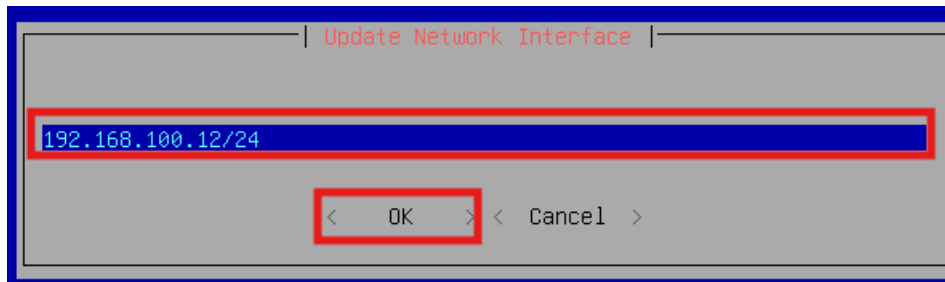 Update Network Interface
192.168.100.12/24
< OK > < Cancel >